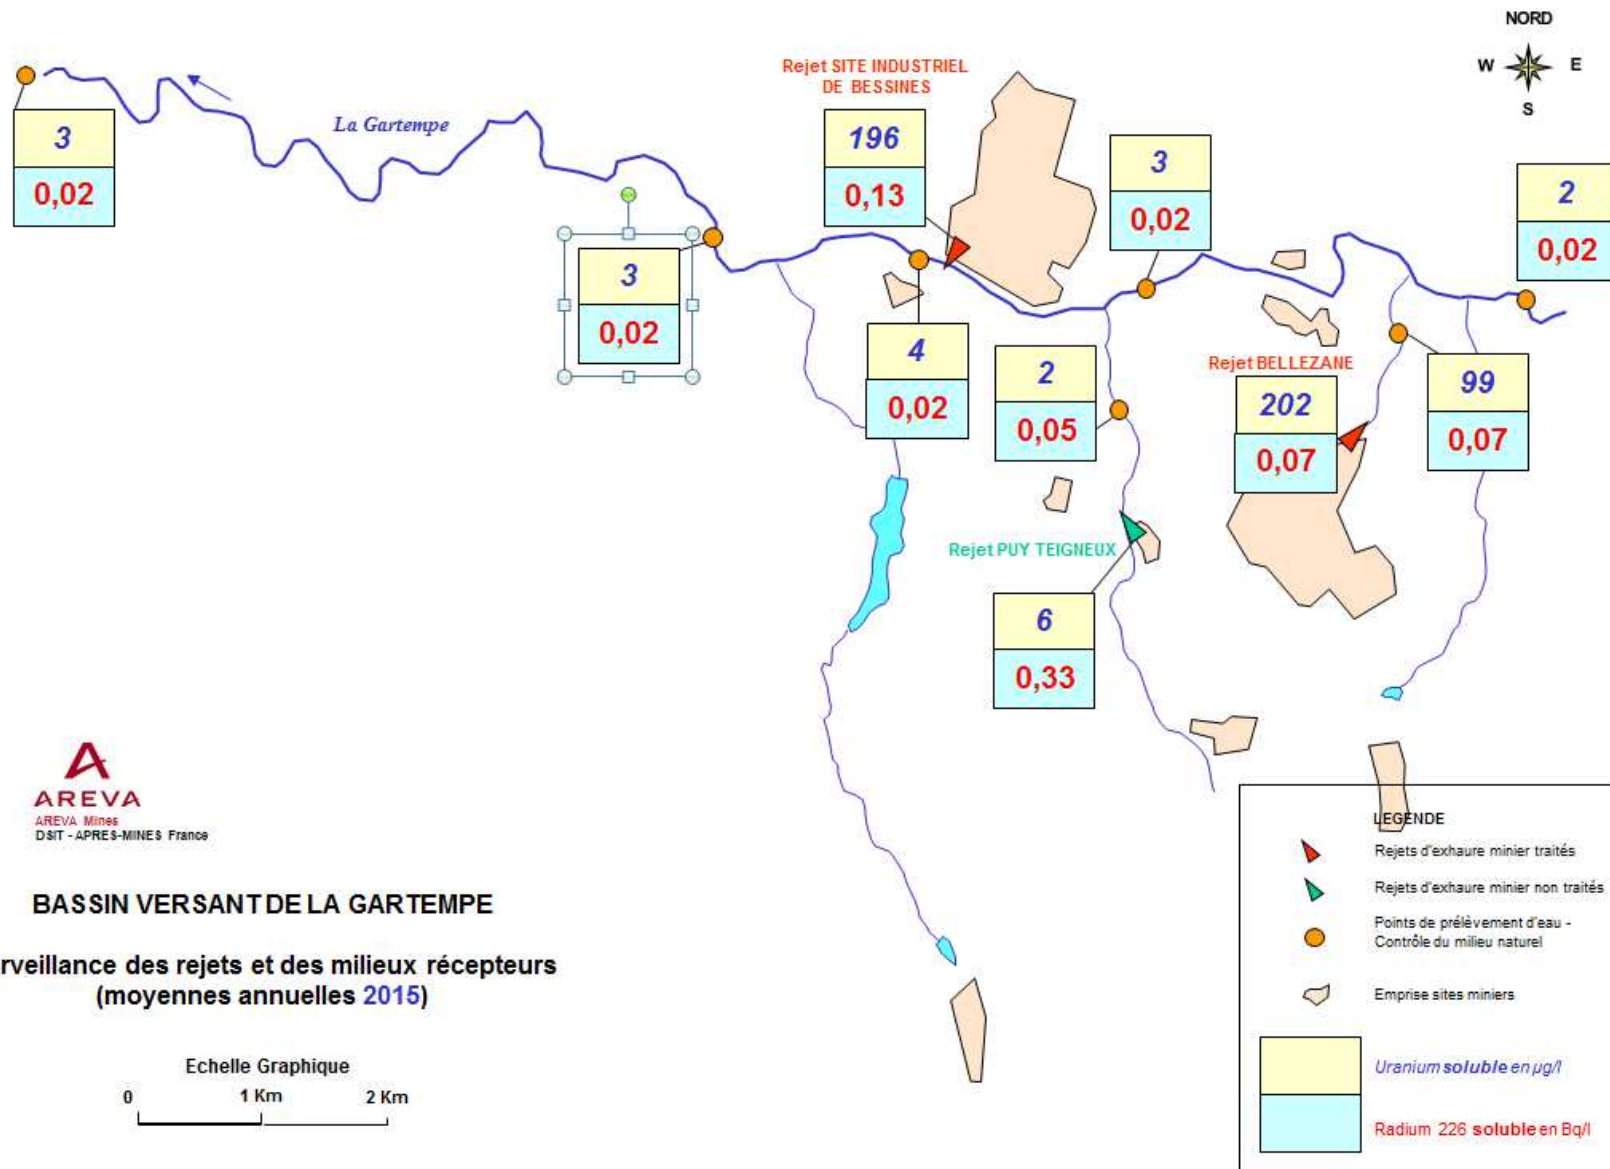 NORD
W
E
S
Rejet SITE INDUSTRIEL
DE BESSINES
La Gartempe
3
0,02
196
0,13
3
0,02
2
0,02
3
0,02
4
0,02
2
0,05
Rejet BELLEZANE
202
0,07
99
0,07
Rejet PUY TEIGNEUX
6
0,33
AREVA
AREVA Mines
DSIT - APRES-MINES France
BASSIN VERSANT DE LA GARTEMPE
rveillance des rejets et des milieux récepteurs
(moyennes annuelles 2015)
Echelle Graphique
0
1 Km
2 Km
LEGENDE
Rejets d'exhaure minier traités
Rejets d'exhaure minier non traités
Points de prélèvement d'eau -
Contrôle du milieu naturel
Emprise sites miniers
Uranium soluble en µg/l
Radium 226 soluble en Bq/l